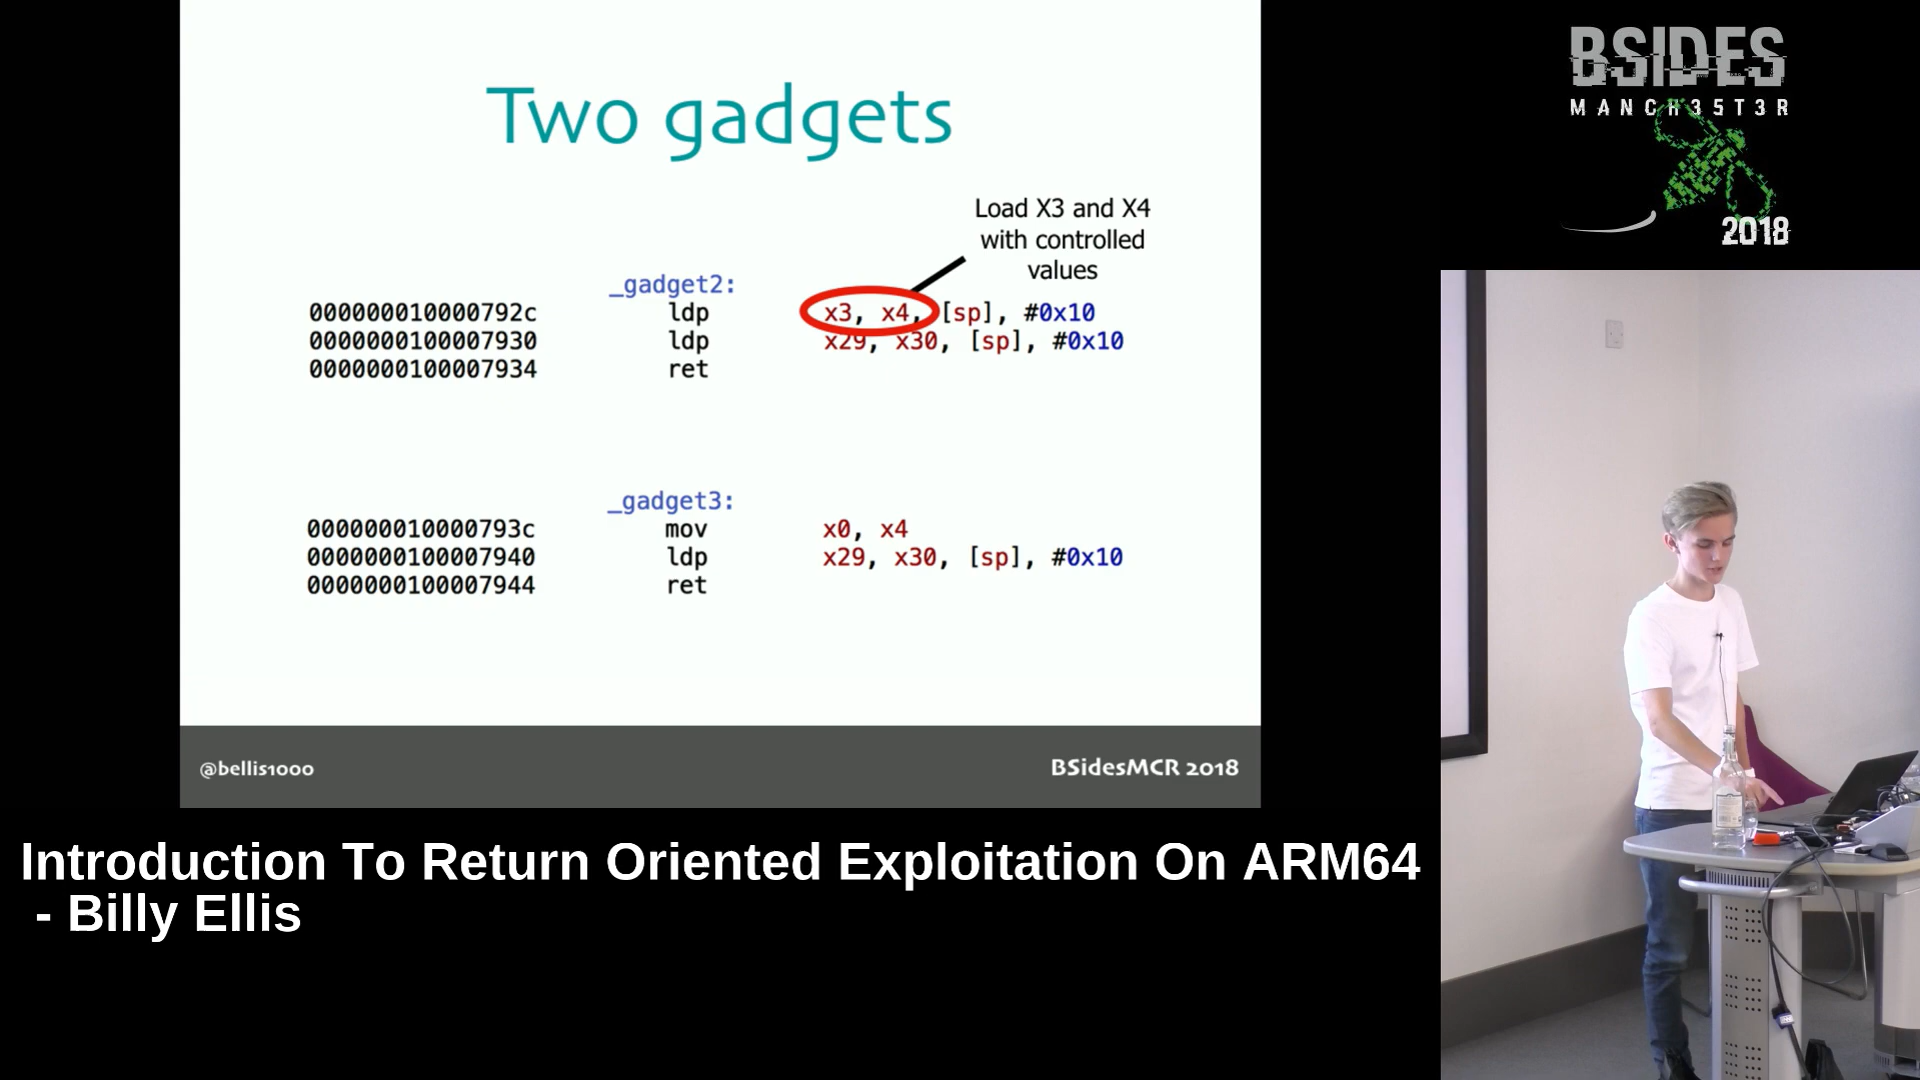 Two gadgets
Load X3 and X4
with controlled
values
_gadget2:
000000010000792c ldp x3, x4, [sp], #0x10
0000000100007930 ldp x29, x30, [sp], #0x10
0000000100007934 ret
_gadget3:
000000010000793c mov x0, x4
0000000100007940 ldp x29, x30, [sp], #0x10
0000000100007944 ret
@bellis1000
BSidesMCR 2018
BSIDES
MANCH35T3R
2018
Introduction To Return Oriented Exploitation On ARM64
- Billy Ellis